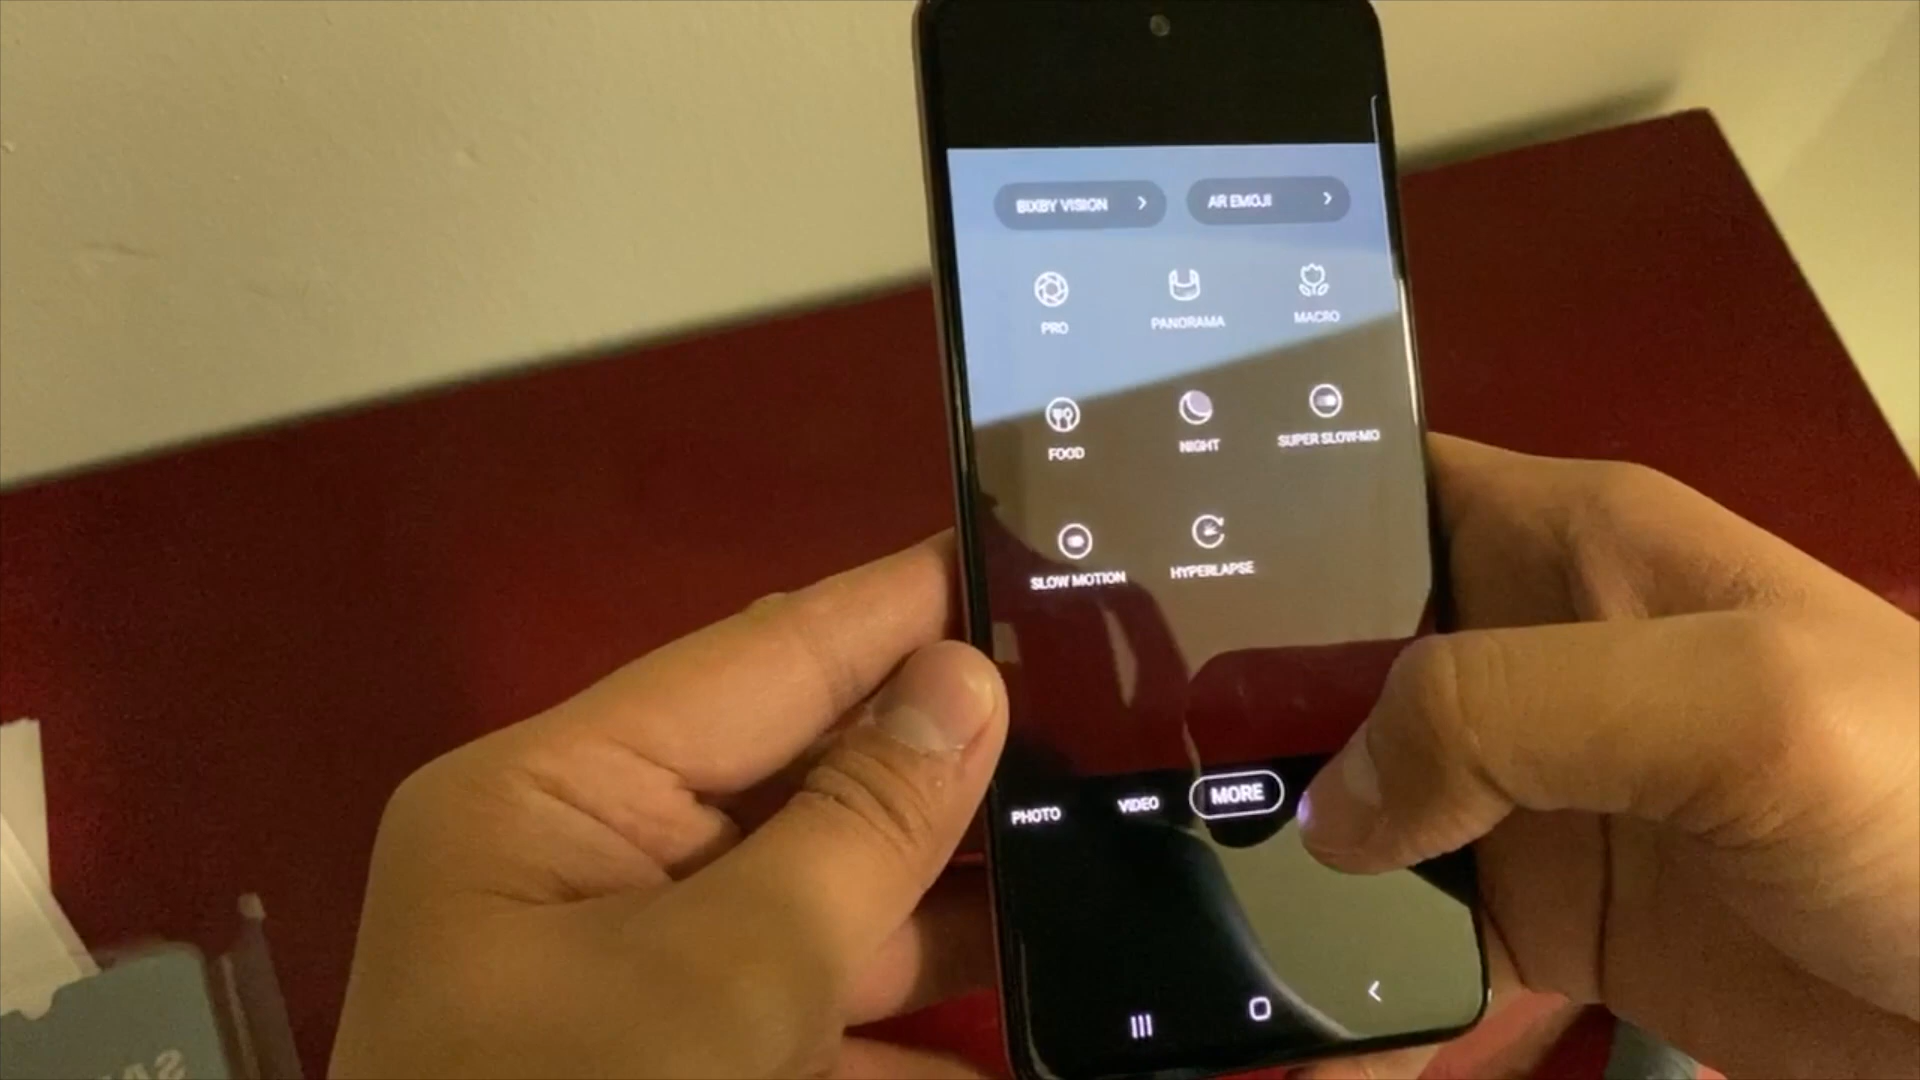 BIXBY VISION
AR EMOJI
PRO
PANORAMA
MACRO
FOOD
NIGHT
SUPER SLOW-MO
SLOW MOTION
HYPERLAPSE
PHOTO
VIDEO
MORE